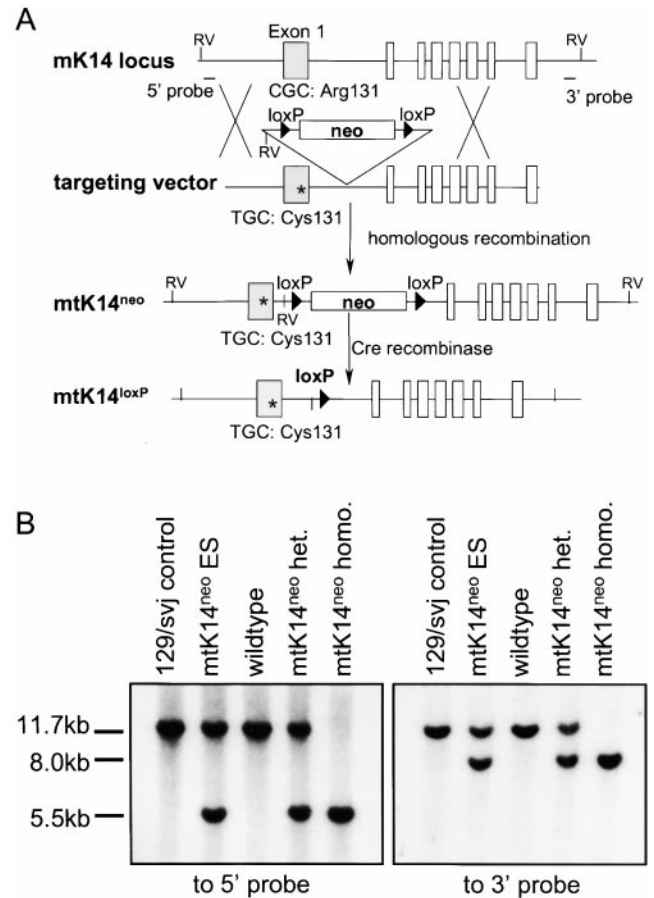 A
RV
Exon 1
RV
mK14 locus
5' probe
CGC: Arg131
3' probe
loxP
loxP
neo
RV
targeting vector
*
TGC: Cys131
homologous recombination
RV
loxP
loxP
RV
mtK14neo
*
neo
RV
TGC: Cys131
Cre recombinase
loxP
mtK14loxP
*
TGC: Cys131
B
129/svj control
mtK14neo ES
wildtype
mtK14neo het.
mtK14neo homo.
129/svj control
mtK14neo ES
wildtype
mtK14neo het.
mtK14neo homo.
11.7kb
8.0kb
5.5kb
to 5' probe
to 3' probe